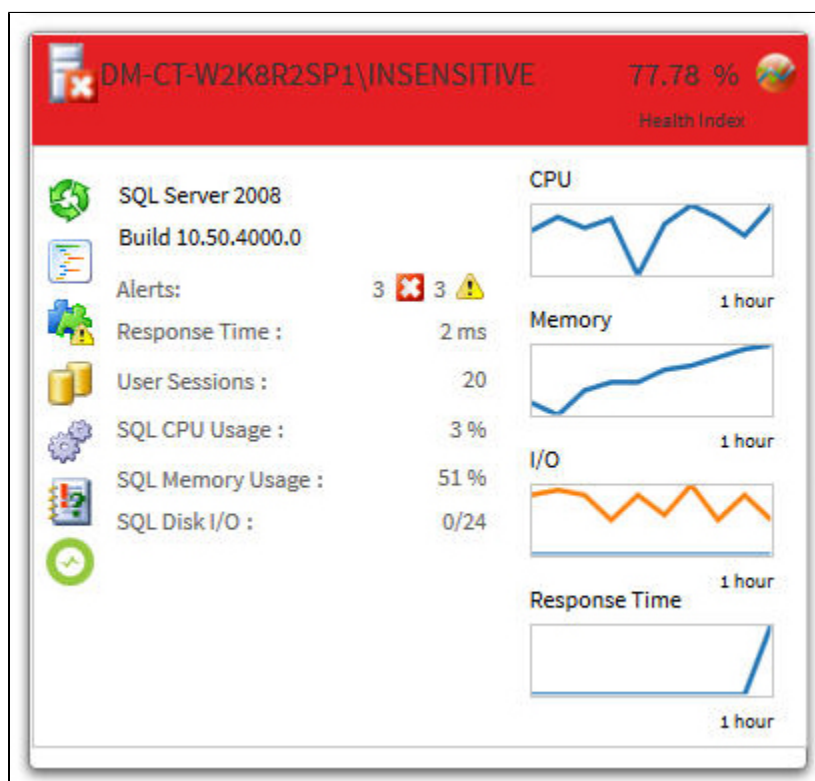 DM-CT-W2K8R2SP1\INSENSITIVE
77.78 %
Health Index
SQL Server 2008
Build 10.50.4000.0
Alerts: 3 3
Response Time : 2 ms
User Sessions : 20
SQL CPU Usage : 3 %
SQL Memory Usage : 51 %
SQL Disk I/O : 0/24
CPU
1 hour
Memory
1 hour
I/O
1 hour
Response Time
1 hour